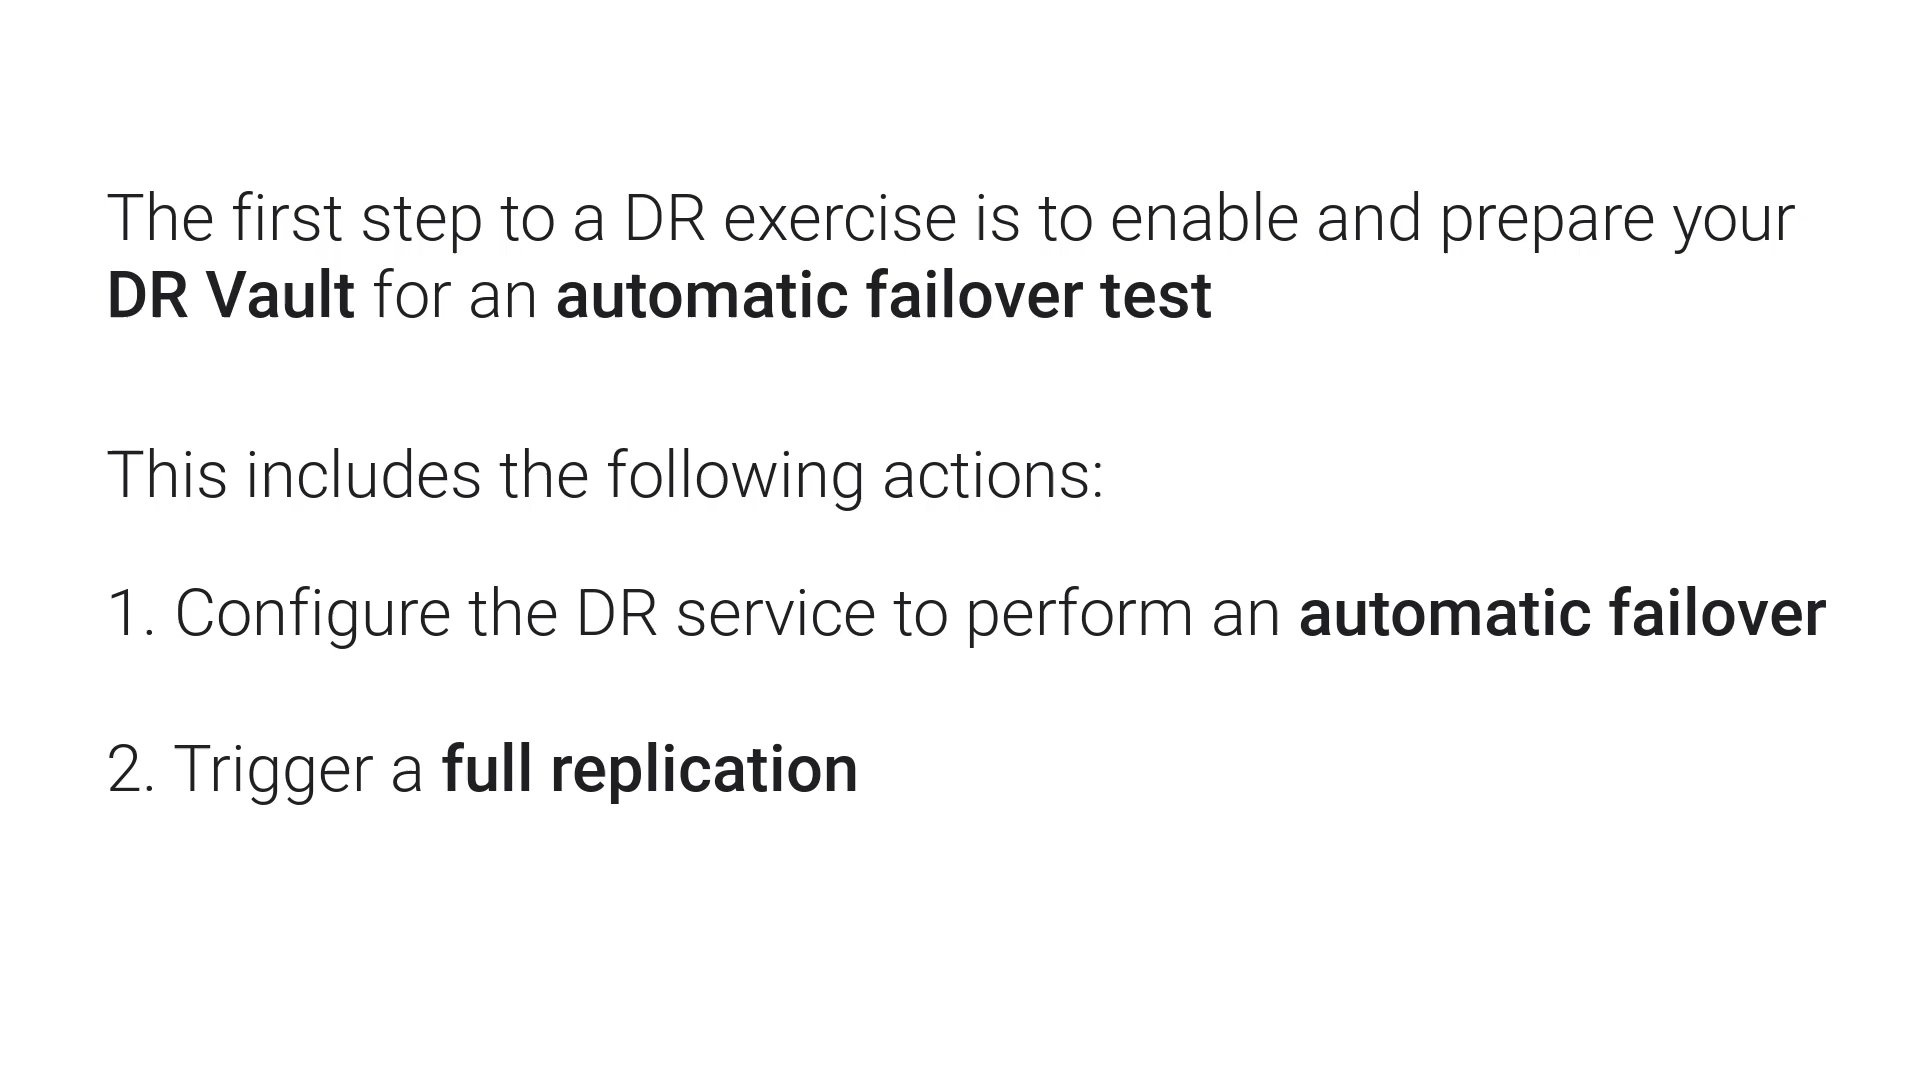 The first step to a DR exercise is to enable and prepare your
DR Vault for an automatic failover test
This includes the following actions:
1. Configure the DR service to perform an automatic failover
2. Trigger a full replication